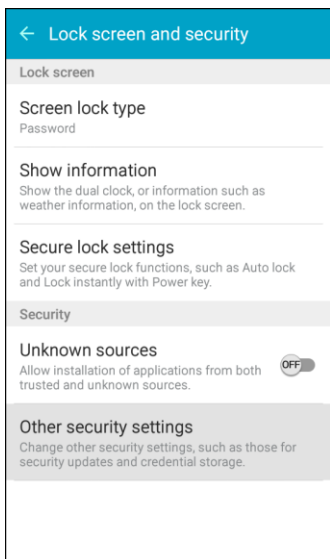 ← Lock screen and security
Lock screen
Screen lock type
Password
Show information
Show the dual clock, or information such as
weather information, on the lock screen.
Secure lock settings
Set your secure lock functions, such as Auto lock
and Lock instantly with Power key.
Security
Unknown sources
Allow installation of applications from both
trusted and unknown sources.
OFF
Other security settings
Change other security settings, such as those for
security updates and credential storage.